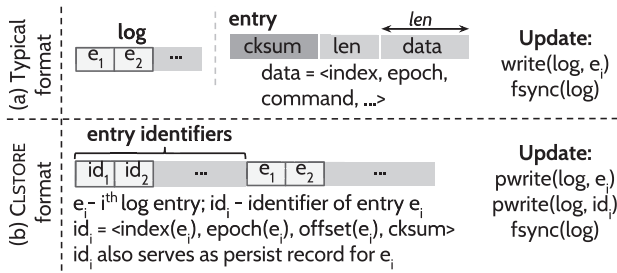 (a) Typical format
log
e1 e2 ...
entry
len
cksum len data
data = <index, epoch,
command, ...>
Update:
write(log, ei)
fsync(log)
(b) CLSTORE format
entry identifiers
id1 id2 ... e1 e2 ...
ei- ith log entry; idi - identifier of entry ei
idi = <index(ei), epoch(ei), offset(ei), cksum>
idi also serves as persist record for ei
Update:
pwrite(log, ei)
pwrite(log, idi)
fsync(log)